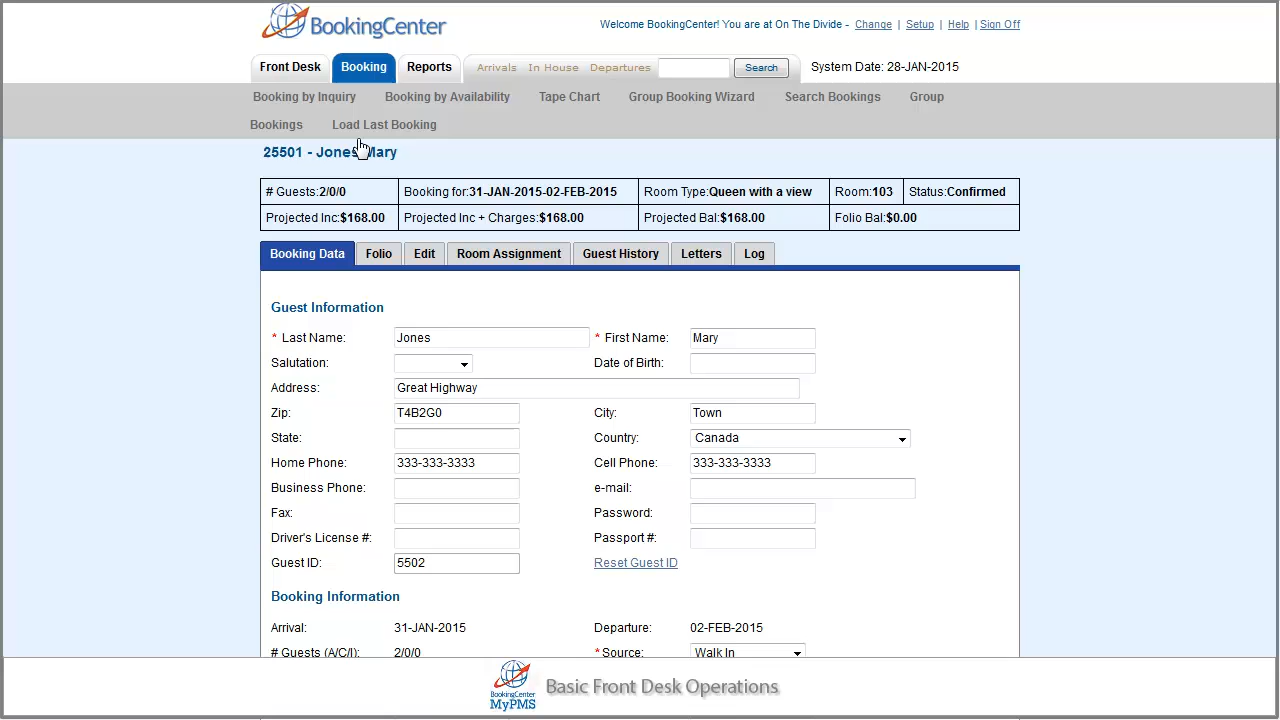 BookingCenter
Welcome BookingCenter! You are at On The Divide - Change | Setup | Help | Sign Off
Front Desk Booking Reports Arrivals In House Departures Search System Date: 28-JAN-2015
Booking by Inquiry Booking by Availability Tape Chart Group Booking Wizard Search Bookings Group
Bookings Load Last Booking
25501 - Jones Mary
# Guests:2/0/0 Booking for:31-JAN-2015-02-FEB-2015 Room Type:Queen with a view Room:103 Status:Confirmed
Projected Inc:$168.00 Projected Inc + Charges:$168.00 Projected Bal:$168.00 Folio Bal:$0.00
Booking Data Folio Edit Room Assignment Guest History Letters Log
Guest Information
* Last Name: Jones * First Name: Mary
Salutation: Date of Birth:
Address: Great Highway
Zip: T4B2G0 City: Town
State: Country: Canada
Home Phone: 333-333-3333 Cell Phone: 333-333-3333
Business Phone: e-mail:
Fax: Password:
Driver's License #: Passport #:
Guest ID: 5502 Reset Guest ID
Booking Information
Arrival: 31-JAN-2015 Departure: 02-FEB-2015
# Guests (A/C/I): 2/0/0 * Source: Walk In
BookingCenter
MyPMS
Basic Front Desk Operations